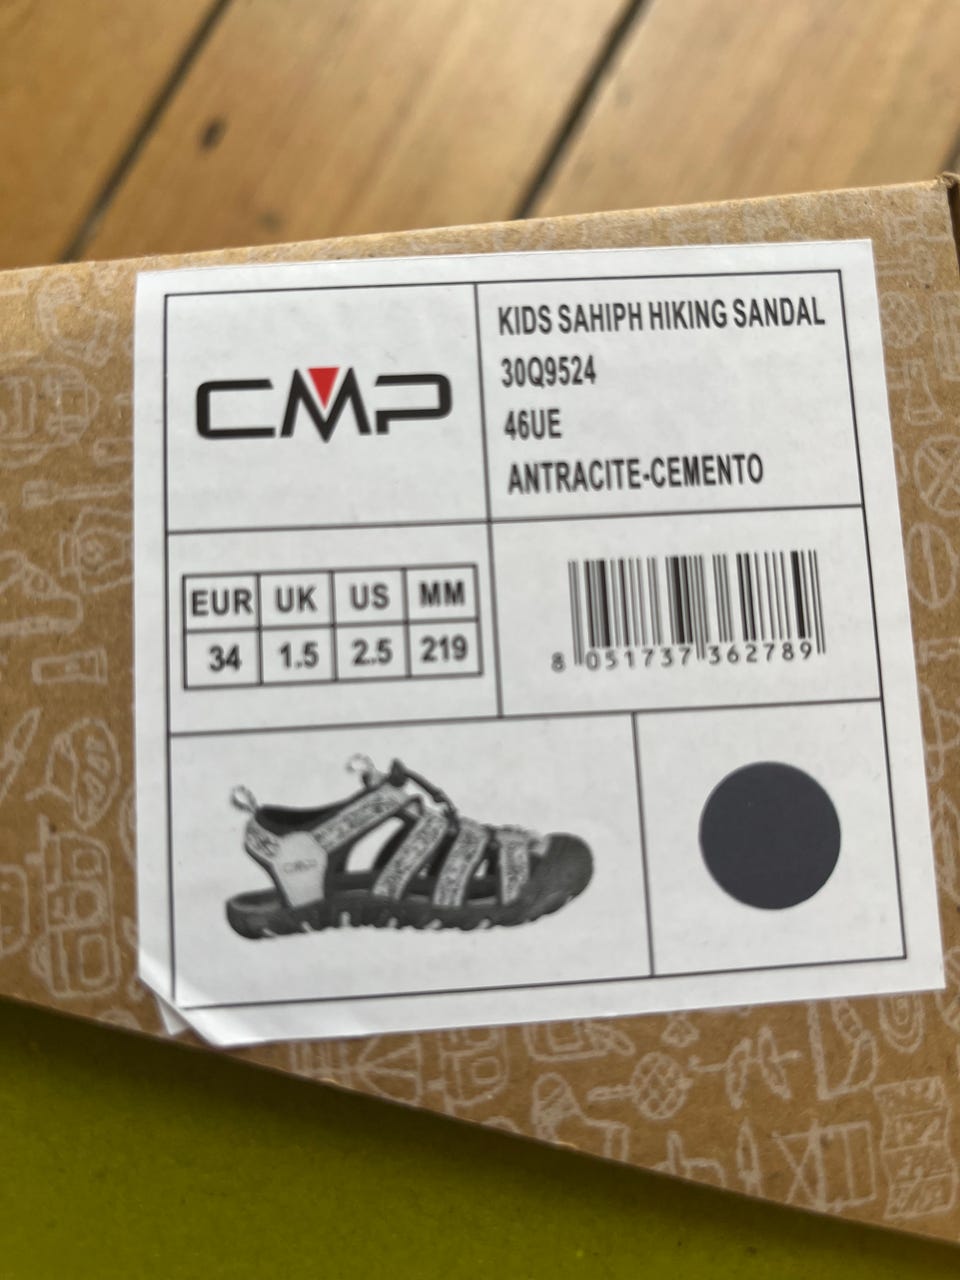 CMP
KIDS SAHIPH HIKING SANDAL
30Q9524
46UE
ANTRACITE-CEMENTO
EUR UK US MM
34 1.5 2.5 219
8 051737 362789
CMP